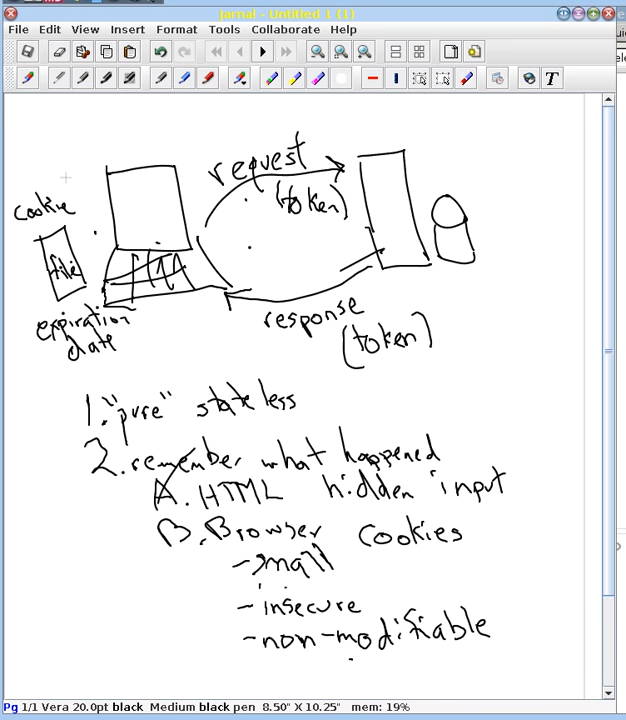 jarnal - Untitled 1 (1)
File Edit View Insert Format Tools Collaborate Help
T
request
(token)
cookie
file
expiration
date
response
(token)
1. "pure" stateless
2. remember what happened
A. HTML hidden input
B. Browser cookies
- small
- insecure
- non-modifiable
Pg 1/1 Vera 20.0pt black Medium black pen 8.50" X 10.25" mem: 19%